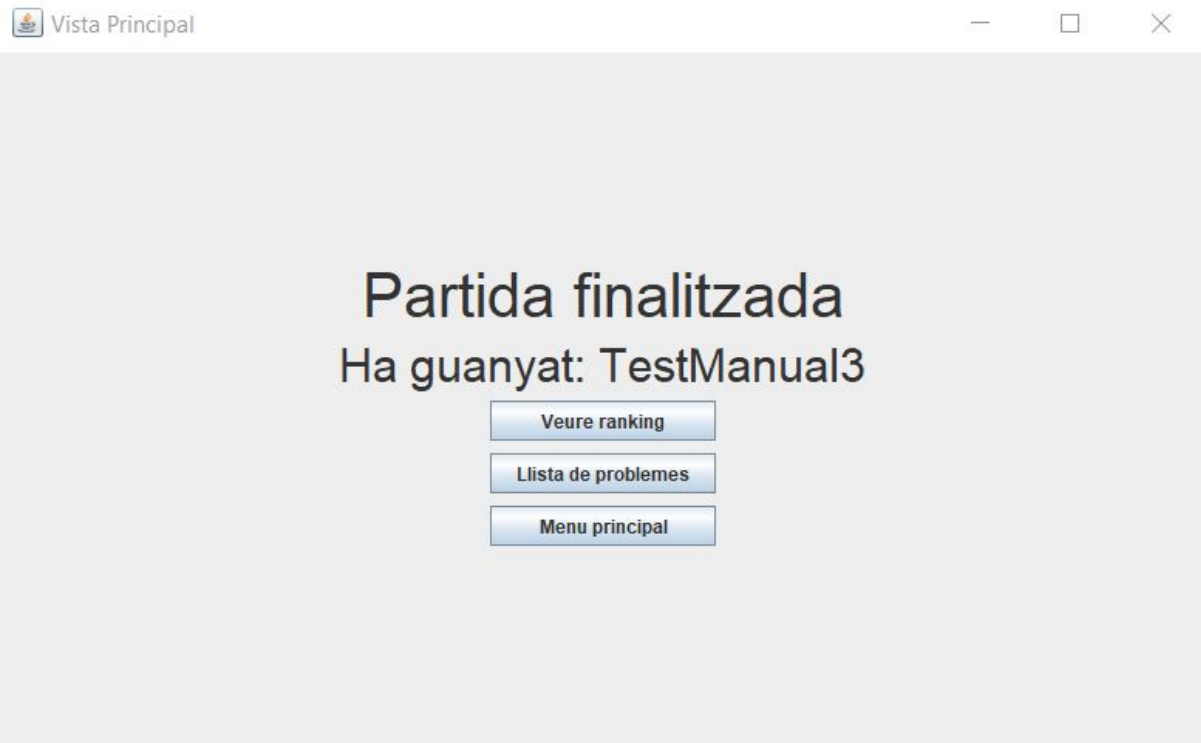 Vista Principal
Partida finalitzada
Ha guanyat: TestManual3
Veure ranking
Llista de problemes
Menu principal